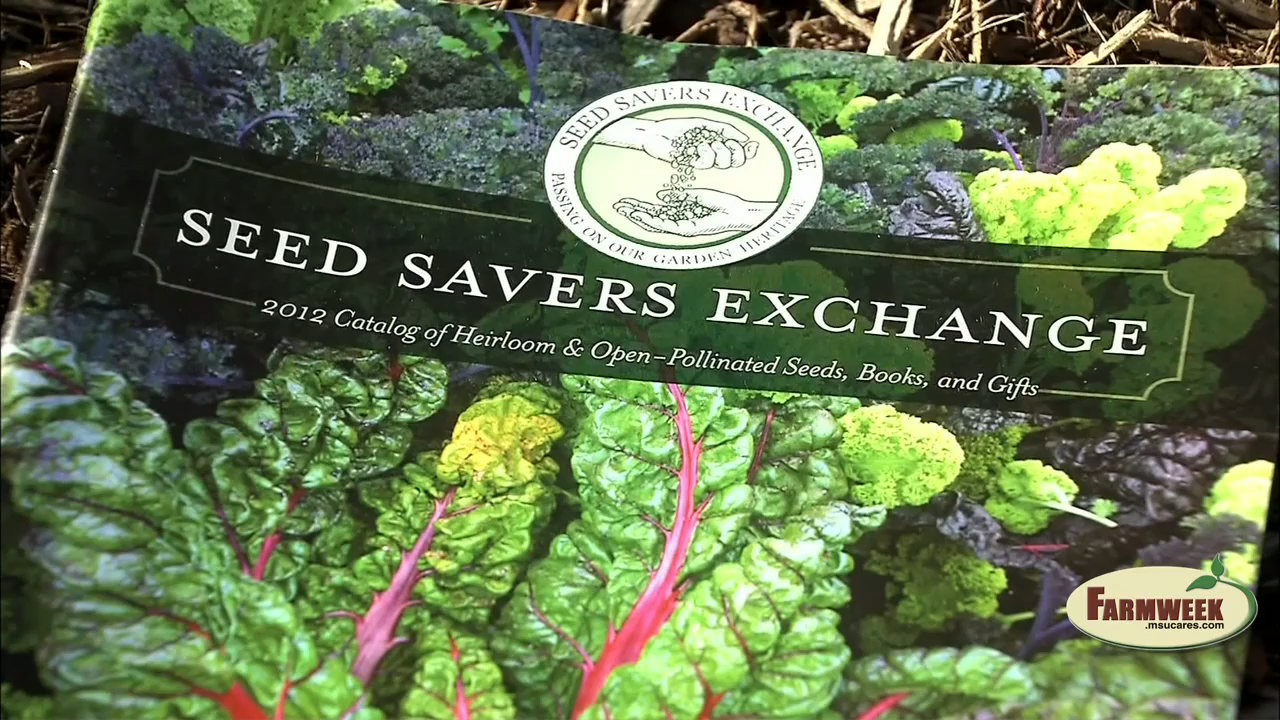 SEED SAVERS EXCHANGE
PASSING ON OUR GARDEN HERITAGE
SEED SAVERS EXCHANGE
2012 Catalog of Heirloom & Open-Pollinated Seeds, Books, and Gifts
FARMWEEK
.msucares.com